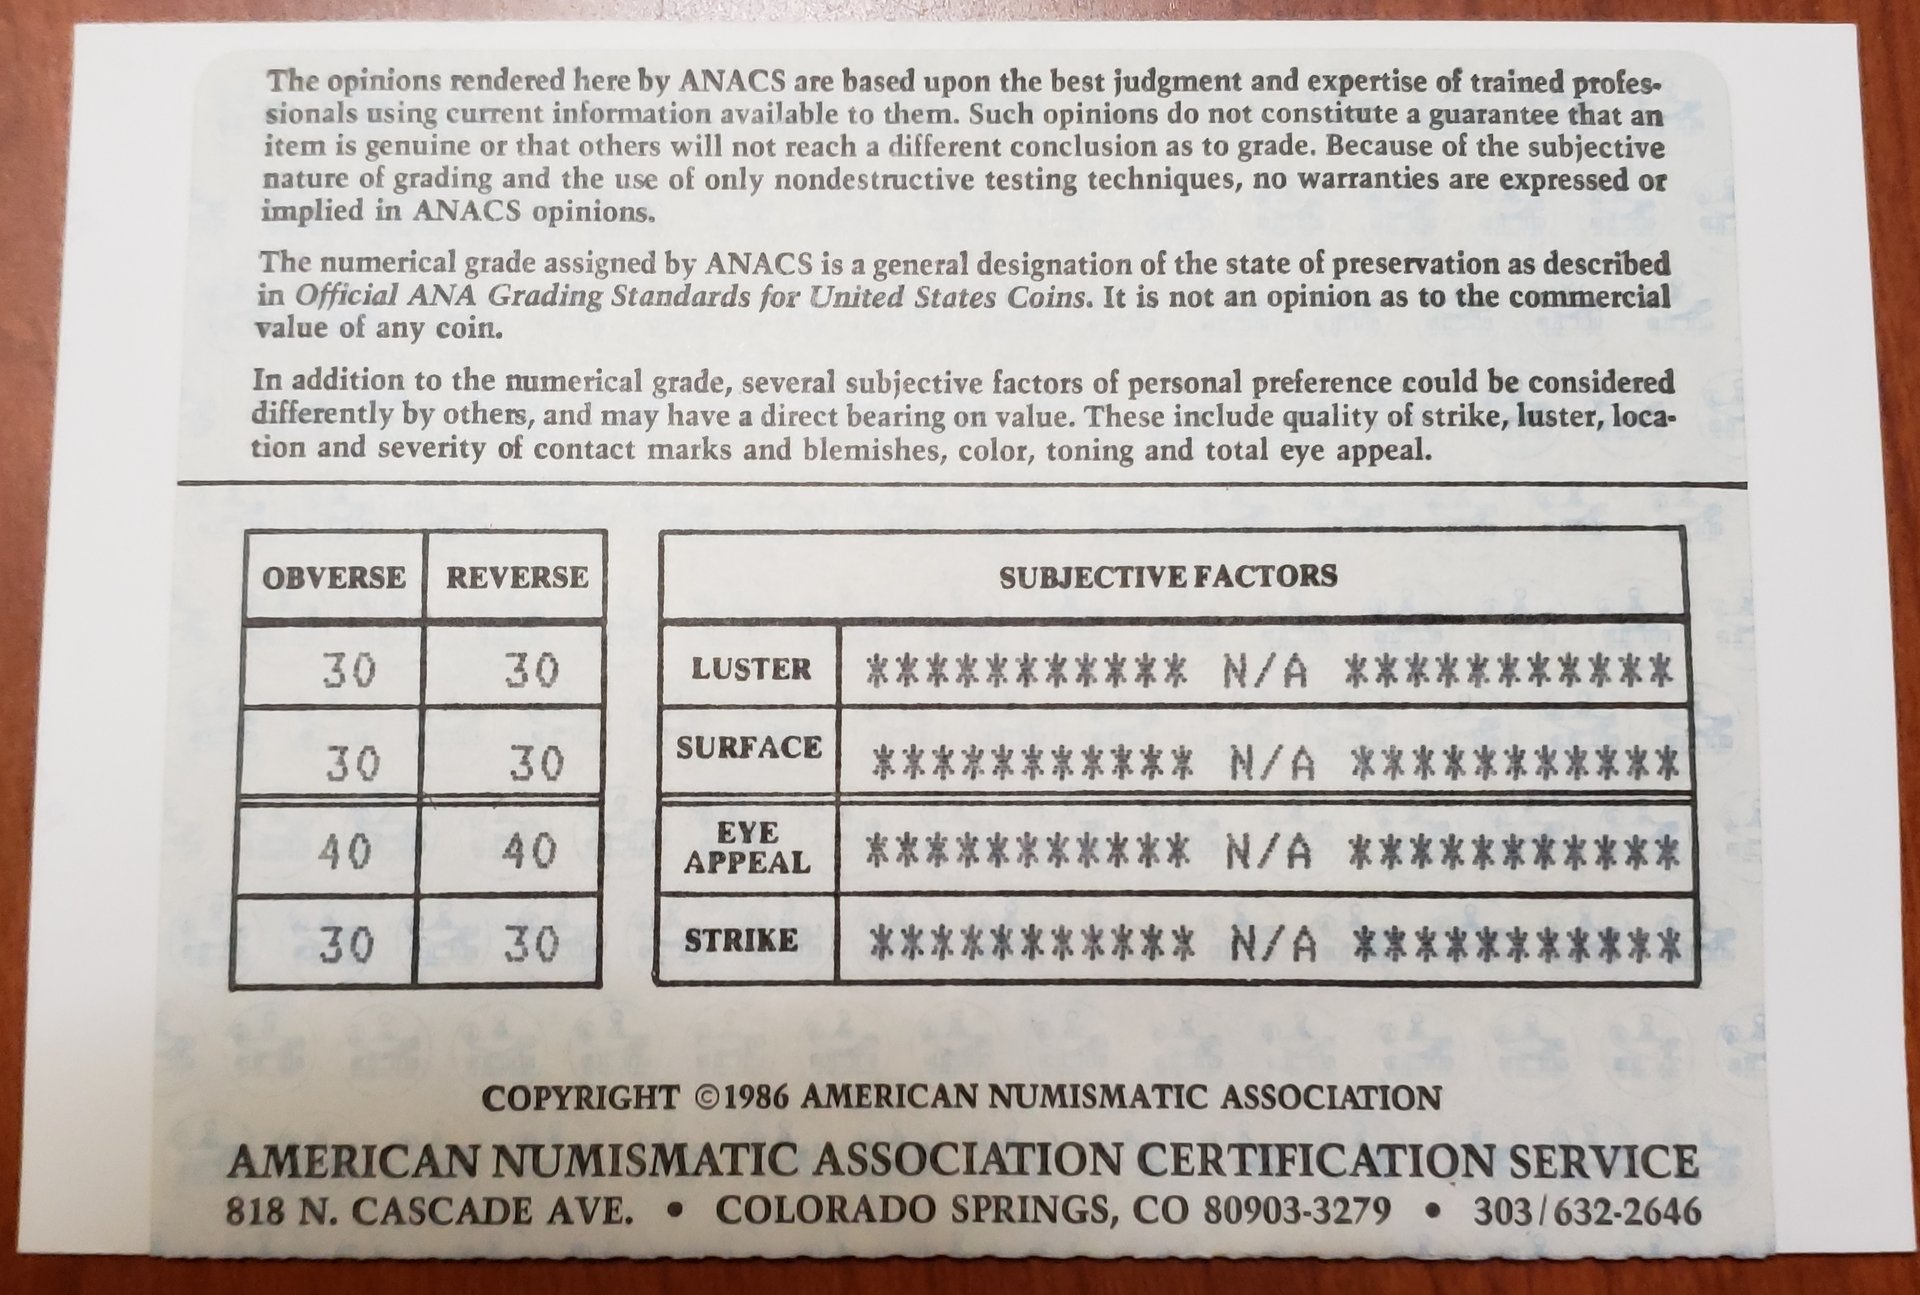 The opinions rendered here by ANACS are based upon the best judgment and expertise of trained profes-
sionals using current information available to them. Such opinions do not constitute a guarantee that an
item is genuine or that others will not reach a different conclusion as to grade. Because of the subjective
nature of grading and the use of only nondestructive testing techniques, no warranties are expressed or
implied in ANACS opinions.
The numerical grade assigned by ANACS is a general designation of the state of preservation as described
in Official ANA Grading Standards for United States Coins. It is not an opinion as to the commercial
value of any coin.
In addition to the numerical grade, several subjective factors of personal preference could be considered
differently by others, and may have a direct bearing on value. These include quality of strike, luster, loca-
tion and severity of contact marks and blemishes, color, toning and total eye appeal.
OBVERSE REVERSE SUBJECTIVE FACTORS
30 30 LUSTER *********** N/A ***********
30 30 SURFACE *********** N/A ***********
40 40 EYE APPEAL *********** N/A ***********
30 30 STRIKE *********** N/A ***********
COPYRIGHT ©1986 AMERICAN NUMISMATIC ASSOCIATION
AMERICAN NUMISMATIC ASSOCIATION CERTIFICATION SERVICE
818 N. CASCADE AVE. • COLORADO SPRINGS, CO 80903-3279 • 303/632-2646